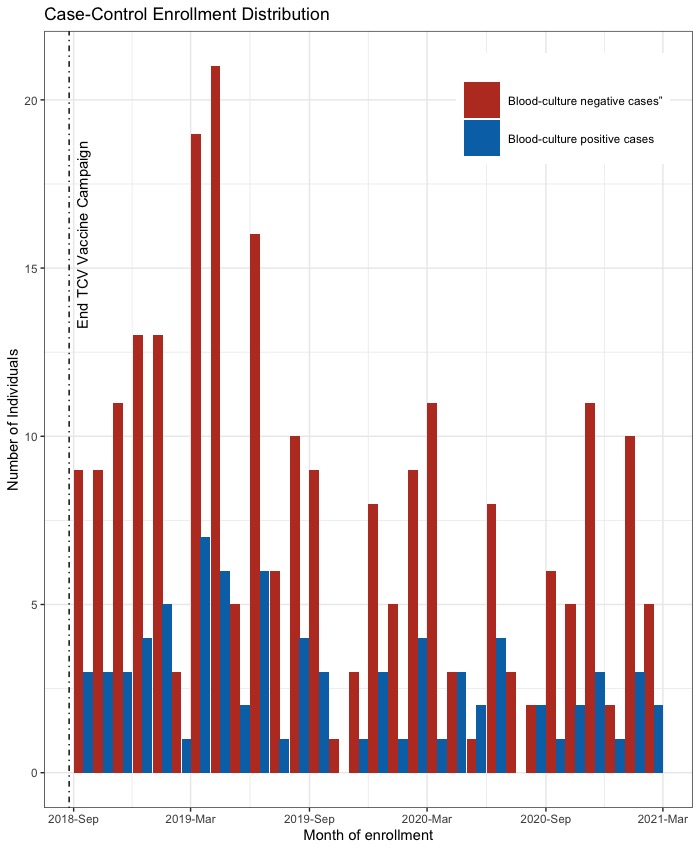 Case-Control Enrollment Distribution
Blood-culture negative cases"
Blood-culture positive cases
End TCV Vaccine Campaign
Number of Individuals
20
15
10
5
0
2018-Sep
2019-Mar
2019-Sep
2020-Mar
2020-Sep
2021-Mar
Month of enrollment